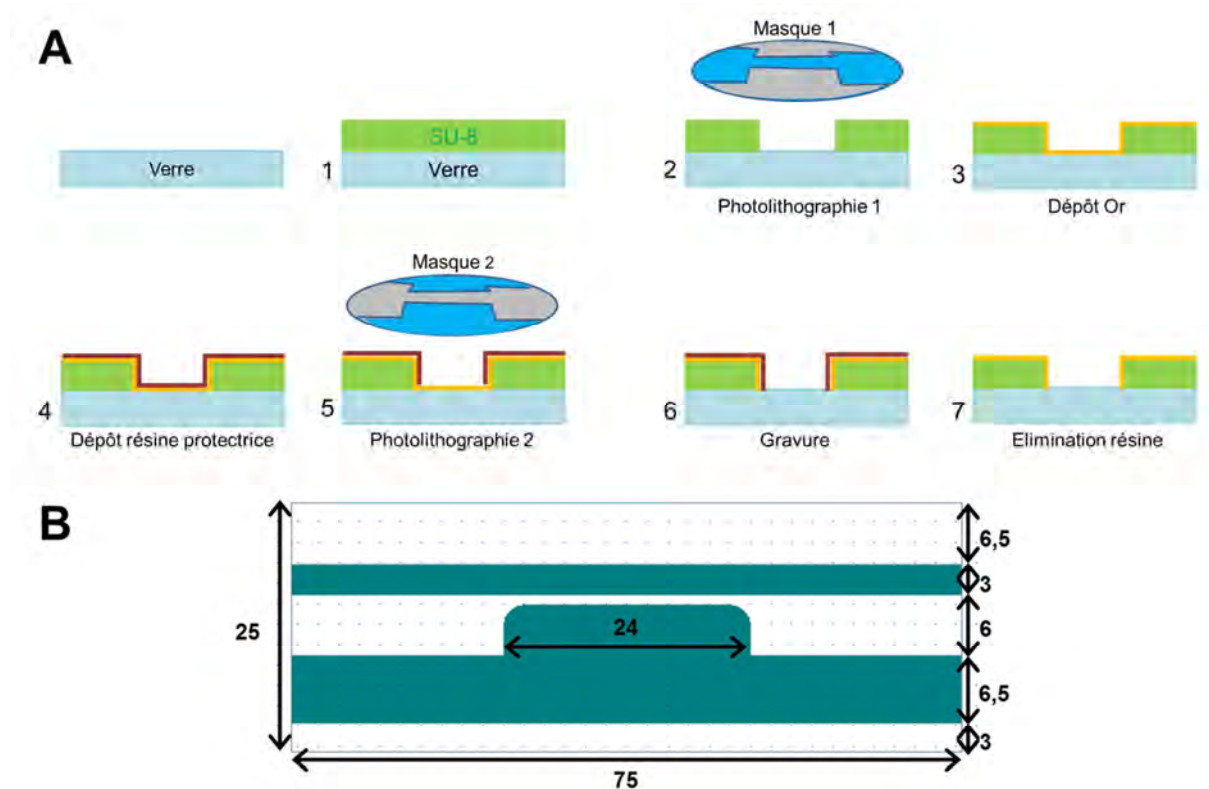 A
Masque 1
SU-8
Verre
1
Verre
2
3
Photolithographie 1
Dépôt Or
Masque 2
4
5
6
7
Dépôt résine protectrice
Photolithographie 2
Gravure
Elimination résine
B
6,5
3
25
24
6
6,5
3
75